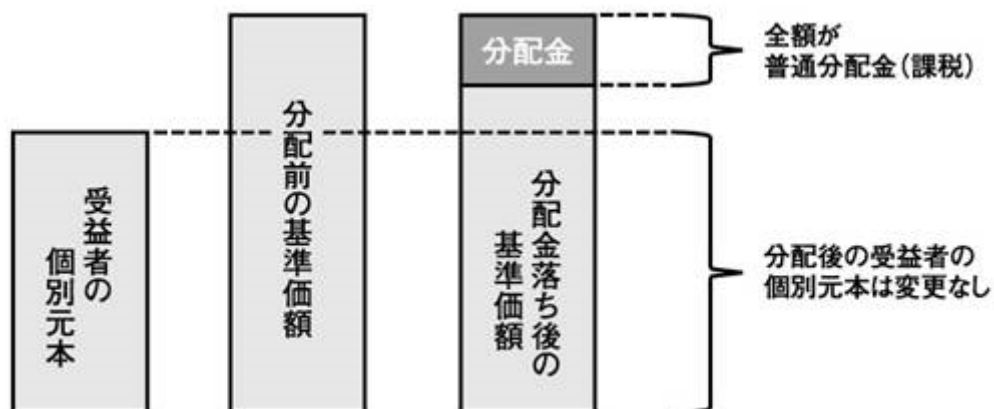 受益者の
個別元本
分配前の基準価額
分配金
分配金落ち後の
基準価額
全額が
普通分配金(課税)
分配後の受益者の
個別元本は変更なし